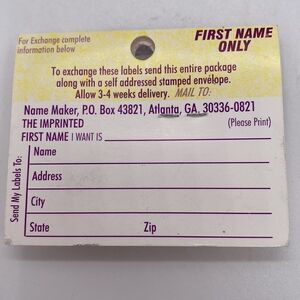 For Exchange complete
information below
FIRST NAME
ONLY
To exchange these labels send this entire package
along with a self addressed stamped envelope.
Allow 3-4 weeks delivery. MAIL TO:
Name Maker, P.O. Box 43821, Atlanta, GA, 30336-0821
THE IMPRINTED (Please Print)
FIRST NAME I WANT IS
Send My Labels To:
Name
Address
City
State Zip